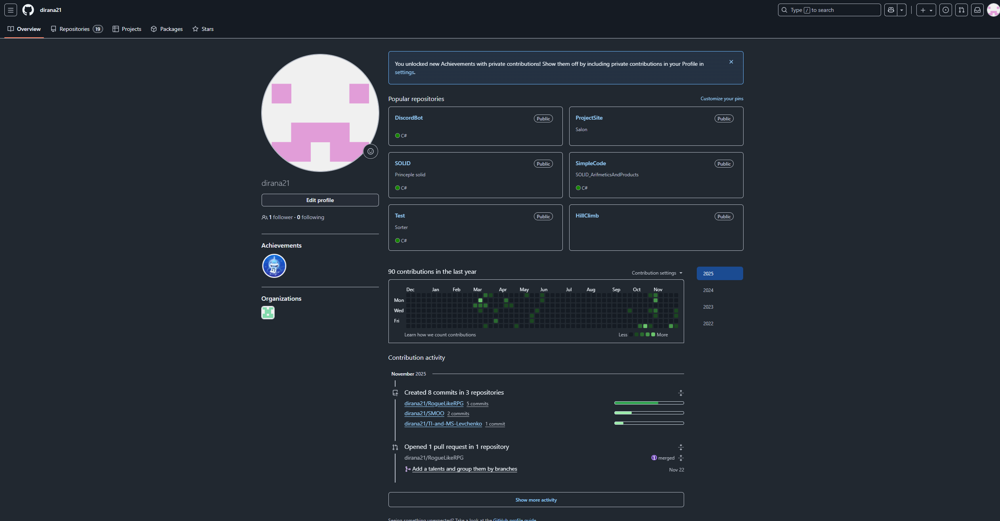 dirana21
Type / to search
Overview
Repositories 19
Projects
Packages
Stars
dirana21
Edit profile
1 follower · 0 following
Achievements
Organizations
You unlocked new Achievements with private contributions! Show them off by including private contributions in your Profile in
settings.
Popular repositories
Customize your pins
DiscordBot
Public
C#
ProjectSite
Public
Salon
SOLID
Public
Princeple solid
C#
SimpleCode
Public
SOLID_ArifmeticsAndProducts
C#
Test
Public
Sorter
C#
HillClimb
Public
90 contributions in the last year
Contribution settings
2025
2024
2023
2022
Dec Jan Feb Mar Apr May Jun Jul Aug Sep Oct Nov
Mon
Wed
Fri
Learn how we count contributions
Less More
Contribution activity
November 2025
Created 8 commits in 3 repositories
dirana21/RogueLikeRPG 5 commits
dirana21/SMOO 2 commits
dirana21/TI-and-MS-Levchenko 1 commit
Opened 1 pull request in 1 repository
dirana21/RogueLikeRPG
1 merged
Add a talents and group them by branches
Nov 22
Show more activity
Seeing something unexpected? Take a look at the GitHub profile guide.